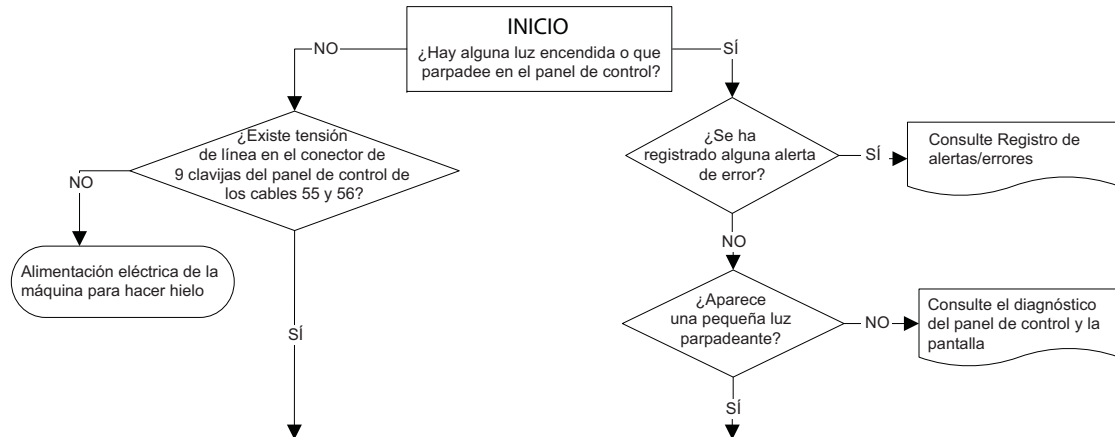 INICIO
¿Hay alguna luz encendida o que
parpadee en el panel de control?
NO
SÍ
¿Existe tensión
de línea en el conector de
9 clavijas del panel de control de
los cables 55 y 56?
NO
Alimentación eléctrica de la
máquina para hacer hielo
SÍ
¿Se ha
registrado alguna alerta
de error?
SÍ
Consulte Registro de
alertas/errores
NO
¿Aparece
una pequeña luz
parpadeante?
NO
Consulte el diagnóstico
del panel de control y la
pantalla
SÍ